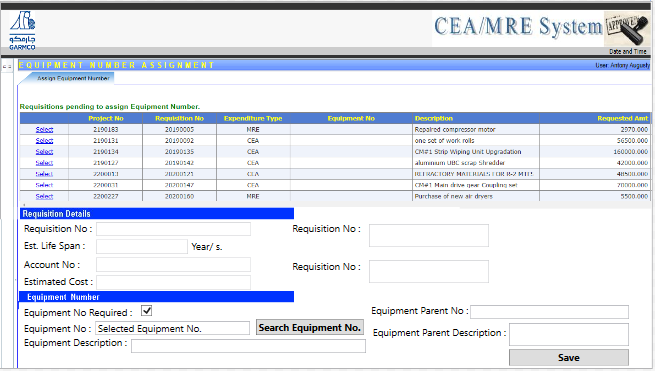 جارمكو
GARMCO
CEA/MRE System
APPROVED
Date and Time
EQUIPMENT NUMBER ASSIGNMENT
User: Antony Augusty
Assign Equipment Number
Requisitions pending to assign Equipment Number.
Project No Requisition No Expenditure Type Equipment No Description Requested Amt
Select 2190183 20190005 MRE Repaired compressor motor 2970.000
Select 2190131 20190092 CEA one set of work rolls 56500.000
Select 2190134 20190135 CEA CM#1 Strip Wiping Unit Upgradation 160000.000
Select 2190127 20190142 CEA aluminium UBC scrap Shredder 42000.000
Select 2200013 20200121 CEA REFRACTORY MATERIALS FOR R-2 MTLS 48500.000
Select 2200031 20200142 CEA CM#1 Main drive gear Coupling set 20000.000
Select 2200227 20200160 MRE Purchase of new air dryers 5500.000
Requisition Details
Requisition No : Requisition No :
Est. Life Span : Year/ s.
Account No : Requisition No :
Estimated Cost :
Equipment Number
Equipment No Required : Equipment Parent No :
Equipment No : Selected Equipment No. Search Equipment No. Equipment Parent Description :
Equipment Description :
Save